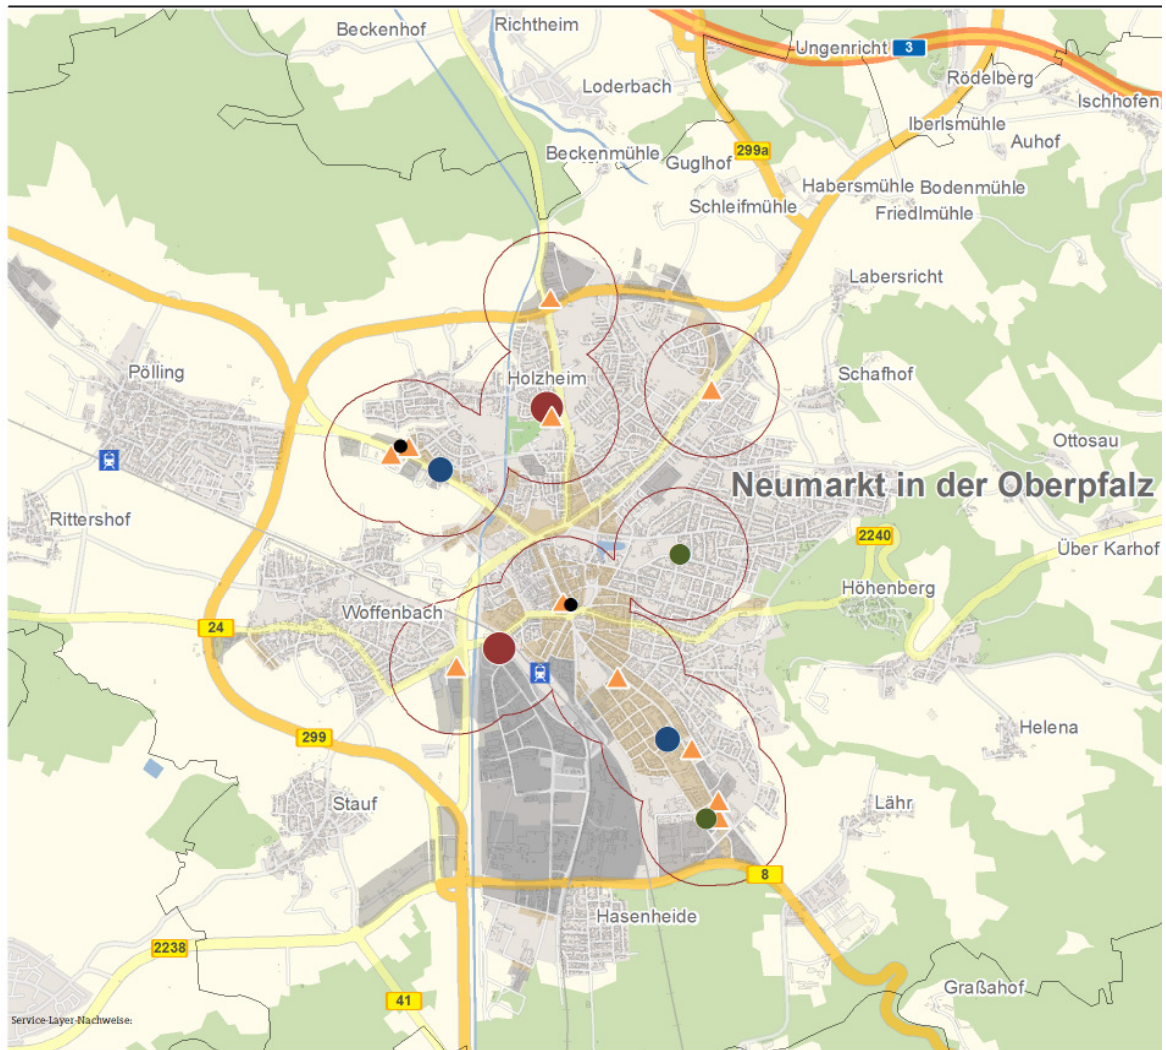 Beckenhof
Richtheim
Ungenricht
3
Rödelberg
Loderbach
Ischhofen
Iberlsmühle
Auhof
Beckenmühle
299a
Guglhof
Habersmühle
Bodenmühle
Schleifmühle
Friedlmühle
Labersricht
Pölling
Holzheim
Schafhof
Ottosau
Neumarkt in der Oberpfalz
Rittershof
2240
Über Karhof
Höhenberg
Woffenbach
24
299
Helena
Stauf
Lähr
8
Hasenheide
2238
41
Graßahof
Service-Layer-Nachweise: